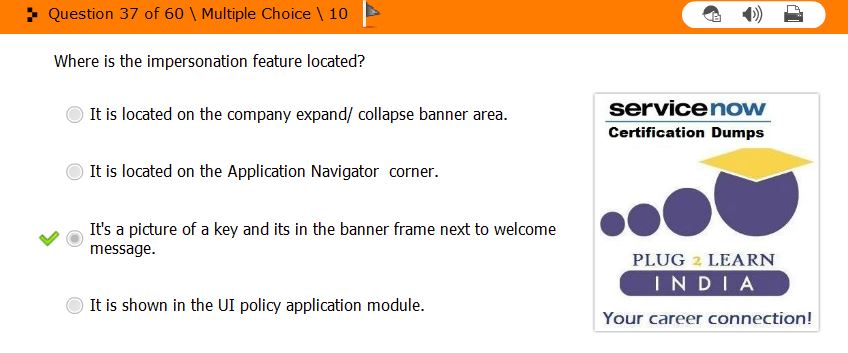 Question 37 of 60 \ Multiple Choice \ 10
Where is the impersonation feature located?
It is located on the company expand/ collapse banner area.
It is located on the Application Navigator  corner.
It's a picture of a key and its in the banner frame next to welcome
message.
It is shown in the UI policy application module.
servicenow
Certification Dumps
PLUG 2 LEARN
INDIA
Your career connection!